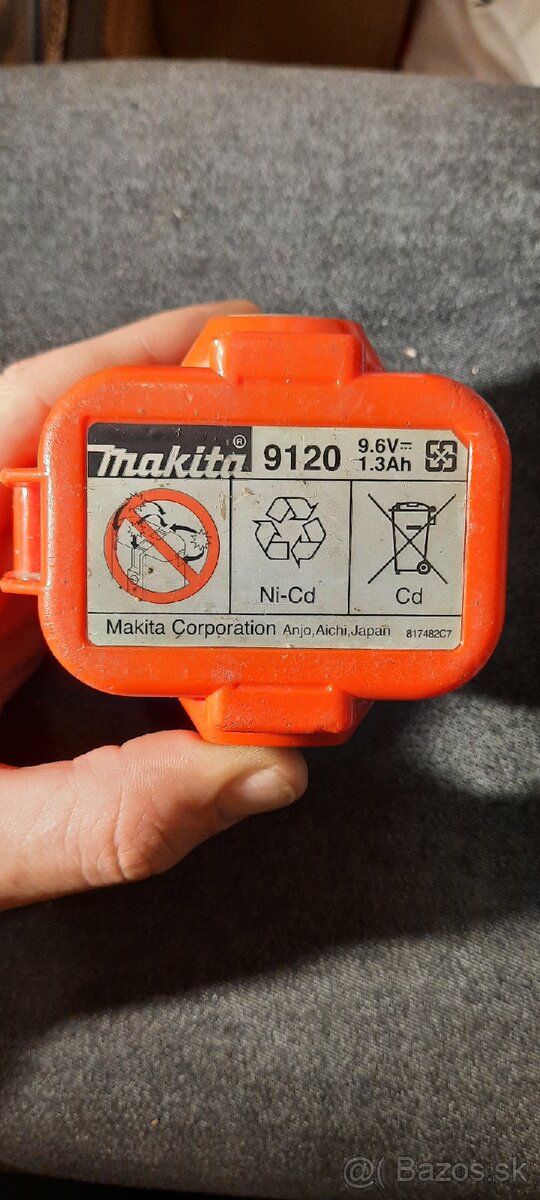 makita® 9120 9.6V⎓ 1.3Ah
Ni-Cd
Cd
Makita Corporation Anjo,Aichi,Japan 817482C7
@( Bazos.sk